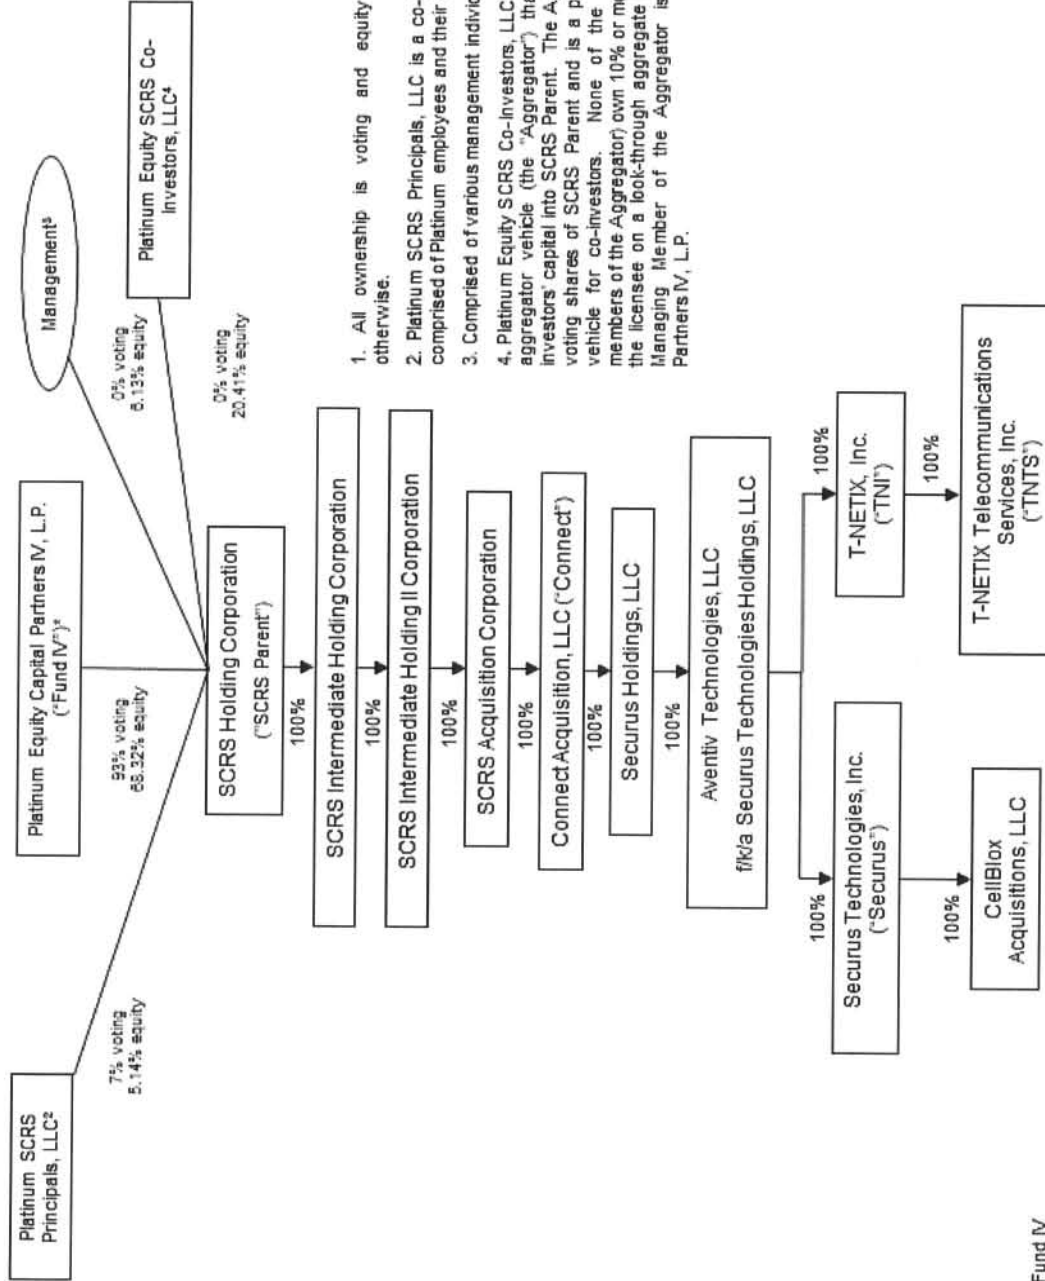 Platinum SCRS
Principals, LLC²
Platinum Equity Capital Partners IV, L.P.
("Fund IV")*
Management³
Platinum Equity SCRS Co-
Investors, LLC⁴
7% voting
5.14% equity
93% voting
68.32% equity
0% voting
6.13% equity
0% voting
20.41% equity
SCRS Holding Corporation
("SCRS Parent")
100%
SCRS Intermediate Holding Corporation
100%
SCRS Intermediate Holding II Corporation
100%
SCRS Acquisition Corporation
100%
Connect Acquisition, LLC ("Connect")
100%
Securus Holdings, LLC
100%
Aventiv Technologies, LLC
f/k/a Securus Technologies Holdings, LLC
100%
100%
Securus Technologies, Inc.
("Securus")
T-NETIX, Inc.
("TNI")
100%
100%
CellBlox
Acquisitions, LLC
T-NETIX Telecommunications
Services, Inc.
("TNTS")
1. All ownership is voting and equity
otherwise.
2. Platinum SCRS Principals, LLC is a co-
comprised of Platinum employees and their
3. Comprised of various management individ
4. Platinum Equity SCRS Co-Investors, LLC
aggregator vehicle (the "Aggregator") tha
investors' capital into SCRS Parent. The A
voting shares of SCRS Parent and is a p
vehicle for co-investors. None of the
members of the Aggregator) own 10% or m
the licensee on a look-through aggregate
Managing Member of the Aggregator is
Partners IV, L.P.
Fund IV